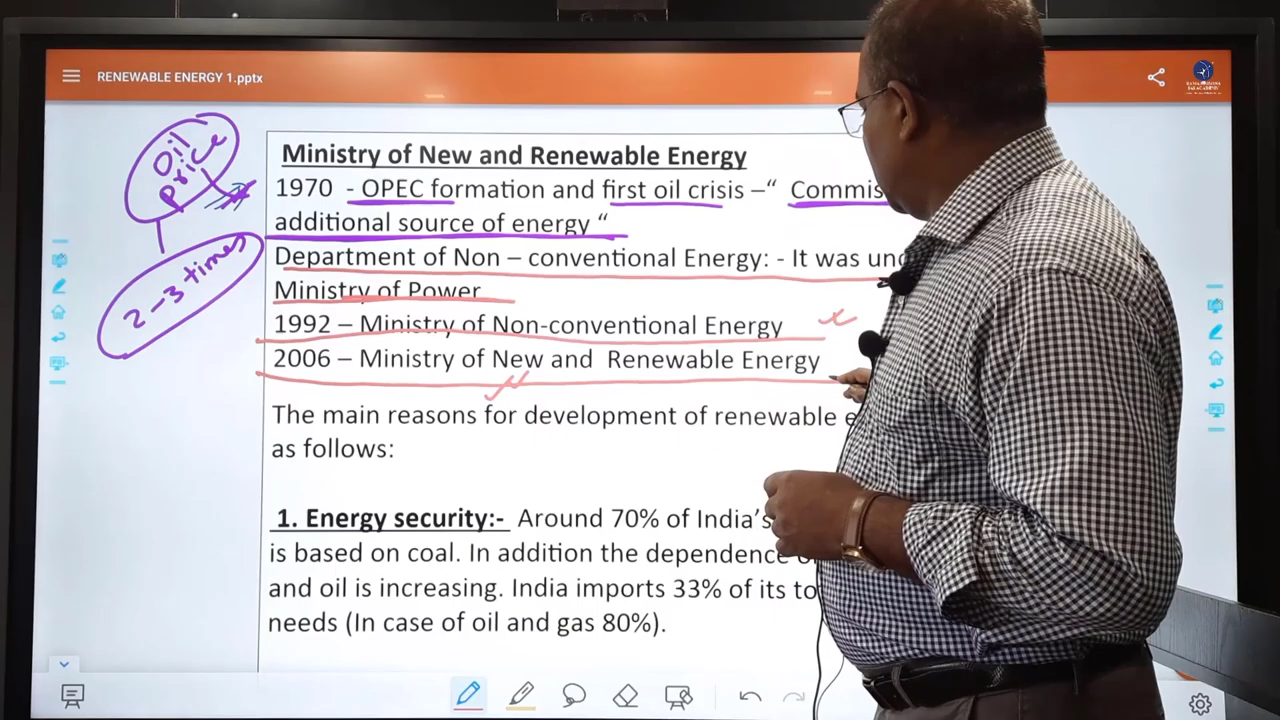 RENEWABLE ENERGY 1.pptx
Oil
Price
2-3 times
Ministry of New and Renewable Energy
1970 - OPEC formation and first oil crisis –“ Commis
additional source of energy “
Department of Non – conventional Energy: - It was und
Ministry of Power
1992 – Ministry of Non-conventional Energy
2006 – Ministry of New and Renewable Energy
The main reasons for development of renewable e
as follows:
1. Energy security:- Around 70% of India's
is based on coal. In addition the dependence
and oil is increasing. India imports 33% of its to
needs (In case of oil and gas 80%).